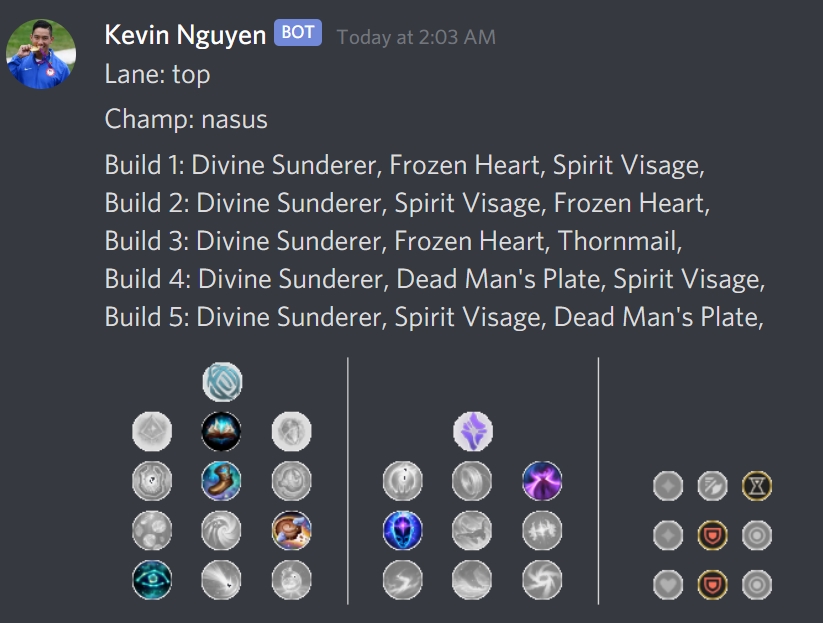 Kevin Nguyen BOT Today at 2:03 AM
Lane: top
Champ: nasus
Build 1: Divine Sunderer, Frozen Heart, Spirit Visage,
Build 2: Divine Sunderer, Spirit Visage, Frozen Heart,
Build 3: Divine Sunderer, Frozen Heart, Thornmail,
Build 4: Divine Sunderer, Dead Man's Plate, Spirit Visage,
Build 5: Divine Sunderer, Spirit Visage, Dead Man's Plate,